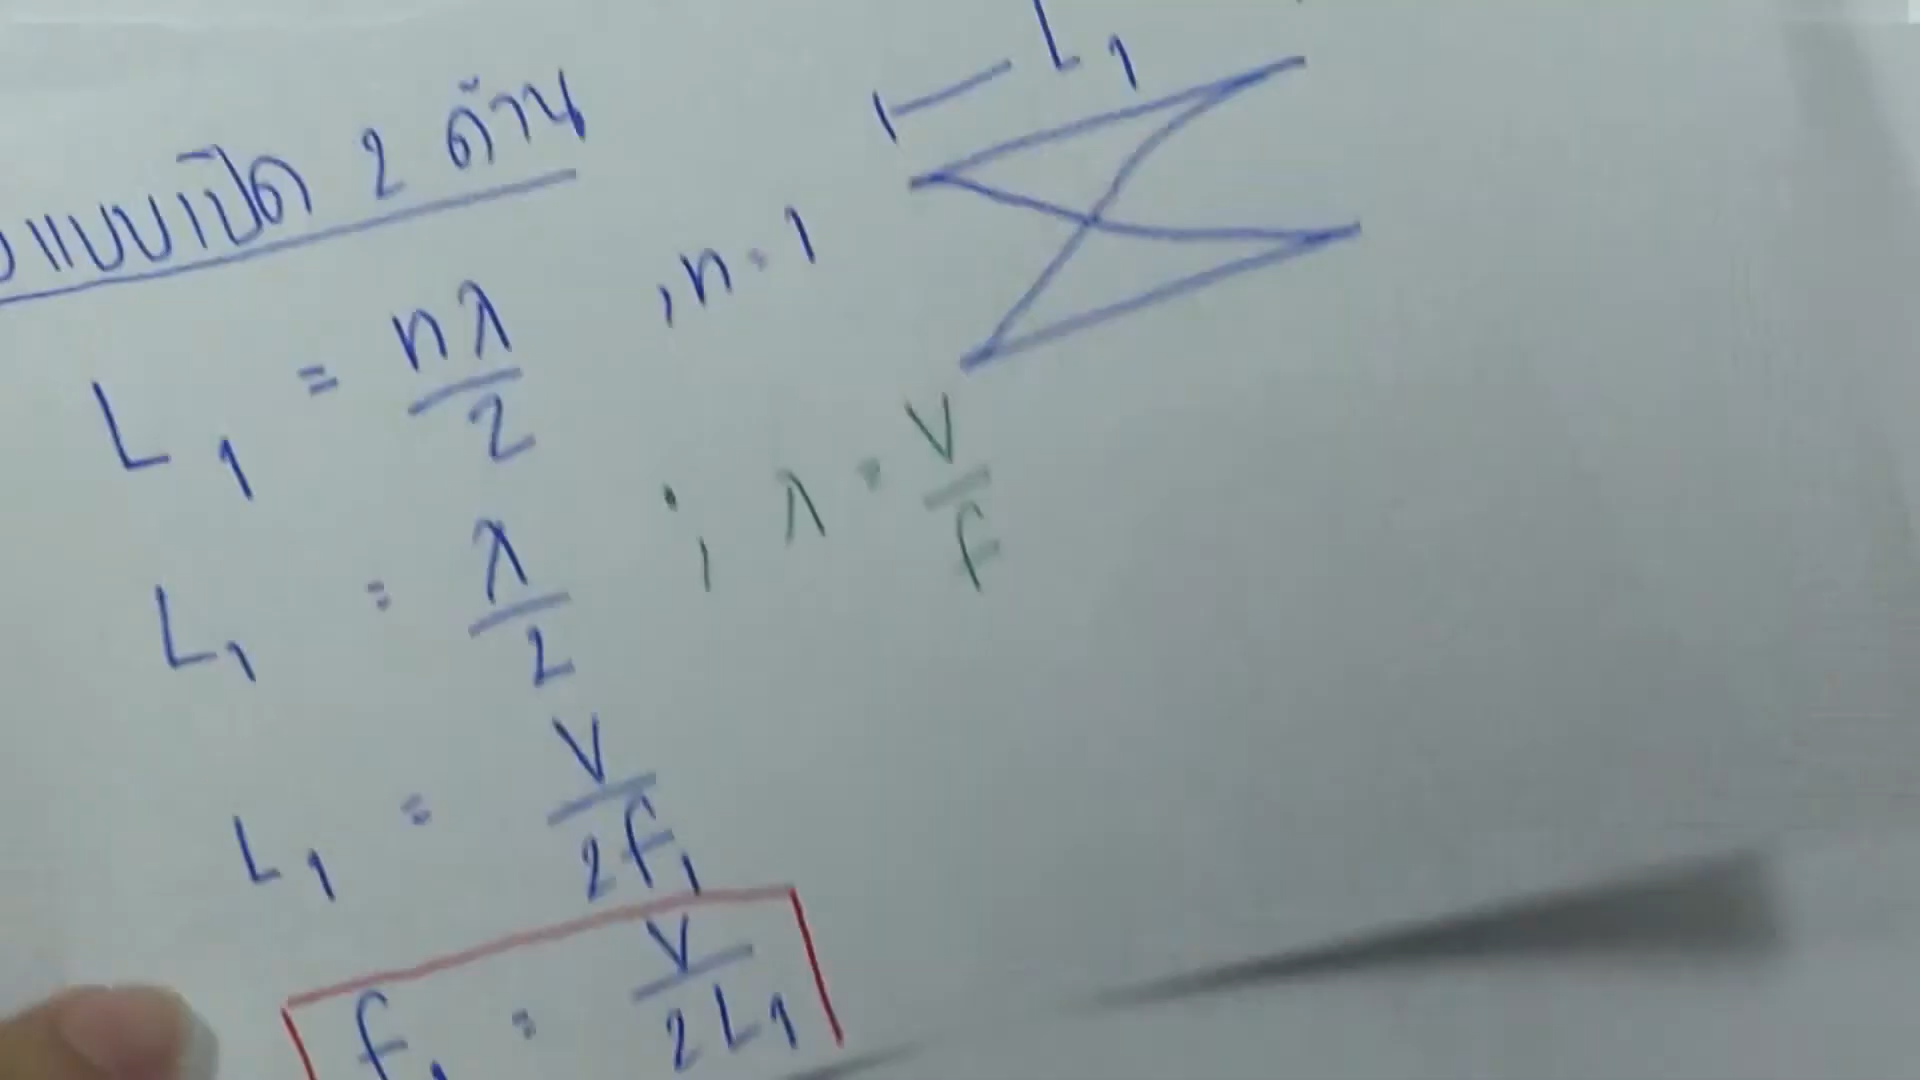 แบบเปิด 2 ด้าน
L1
L1 = nλ/2 , n = 1
L1 = λ/2 ; λ = V/f
L1 = V/2f1
f1 = V/2L1